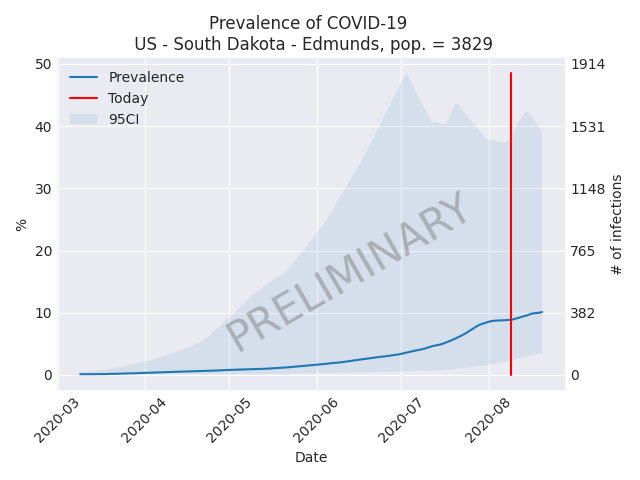 Prevalence of COVID-19
US - South Dakota - Edmunds, pop. = 3829
Prevalence
Today
95CI
PRELIMINARY
%
50
40
30
20
10
0
1914
1531
1148
765
382
0
# of infections
2020-03
2020-04
2020-05
2020-06
2020-07
2020-08
Date